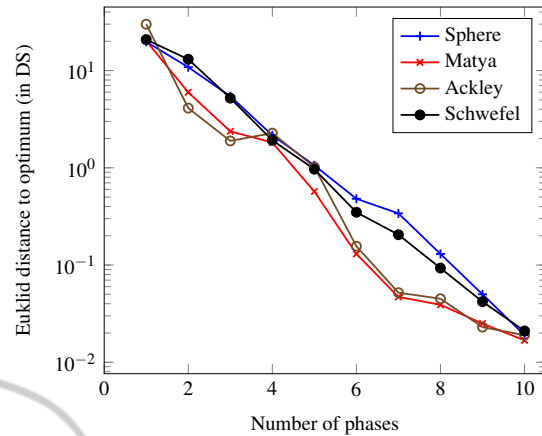 Euklid distance to optimum (in DS)
10^1
10^0
10^−1
10^−2
0 2 4 6 8 10
Number of phases
Sphere
Matya
Ackley
Schwefel